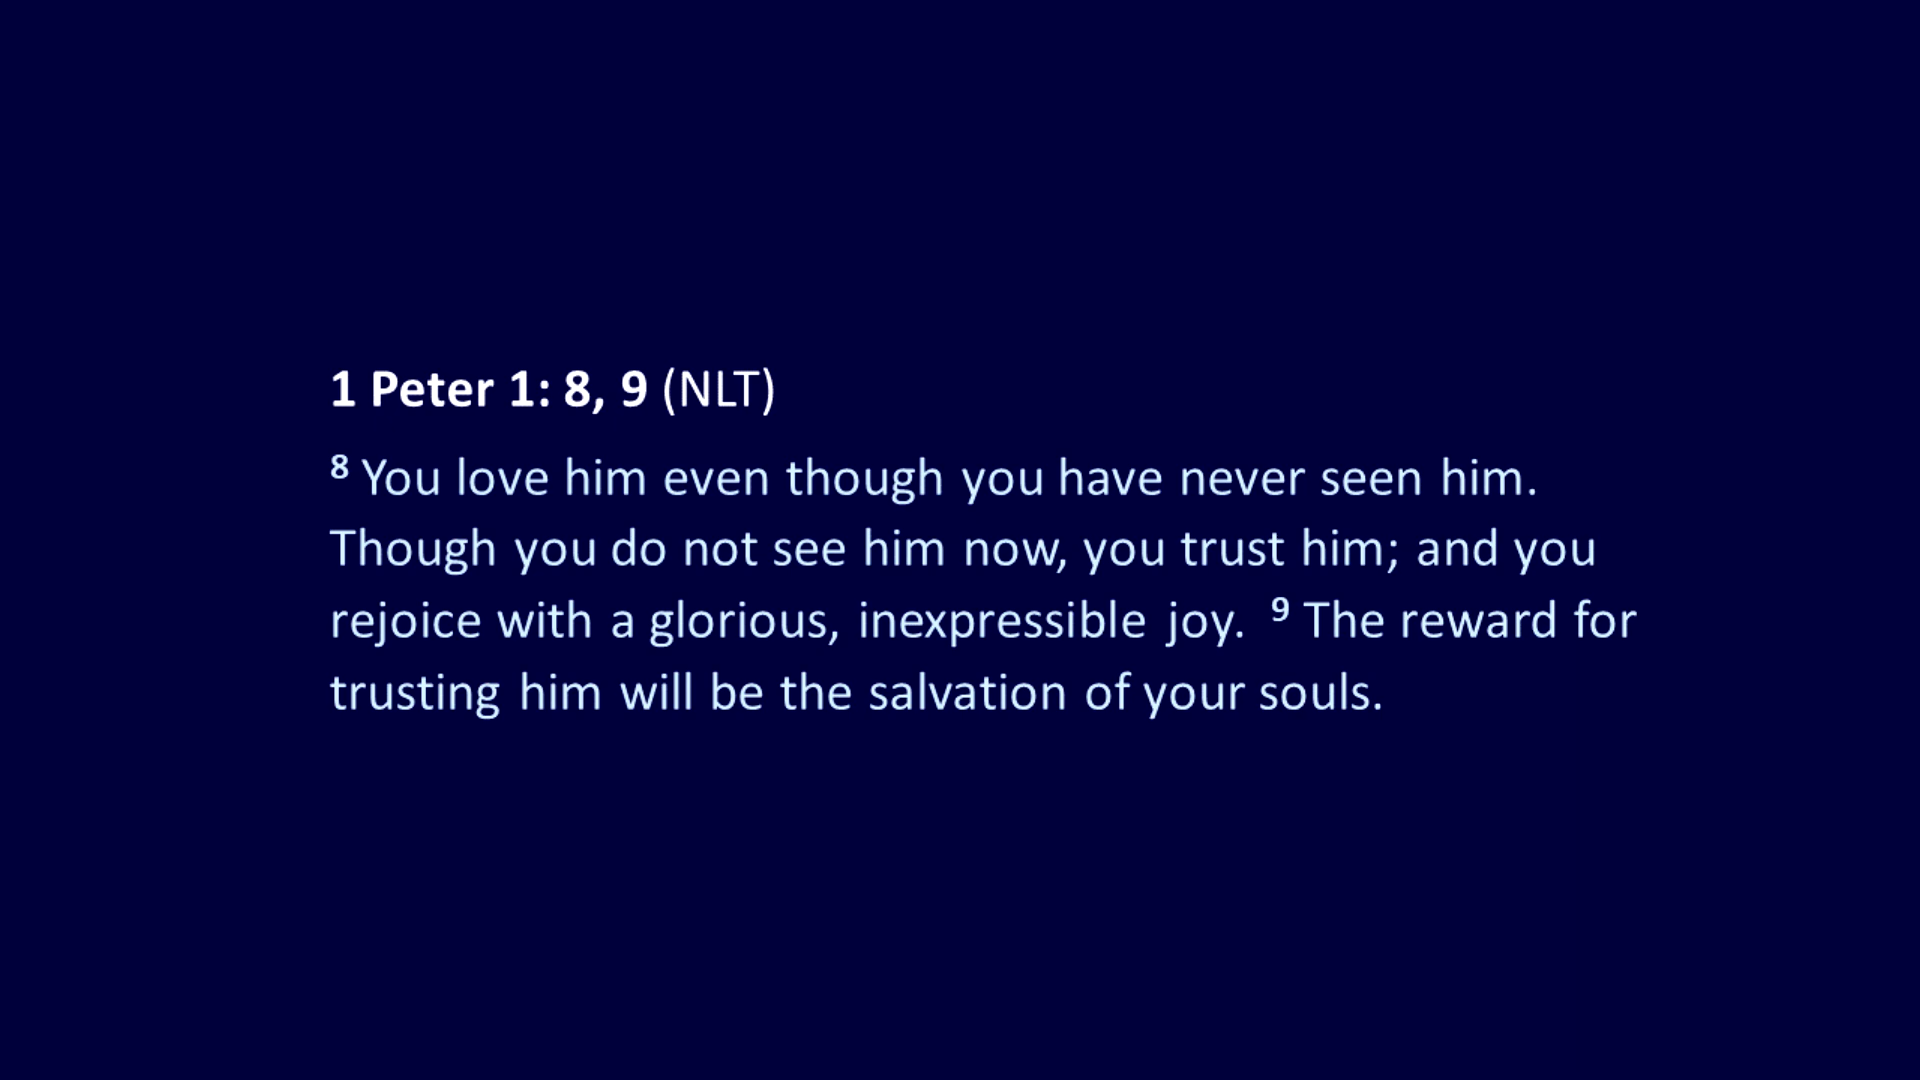 1 Peter 1: 8, 9 (NLT)
⁸ You love him even though you have never seen him.
Though you do not see him now, you trust him; and you
rejoice with a glorious, inexpressible joy. ⁹ The reward for
trusting him will be the salvation of your souls.